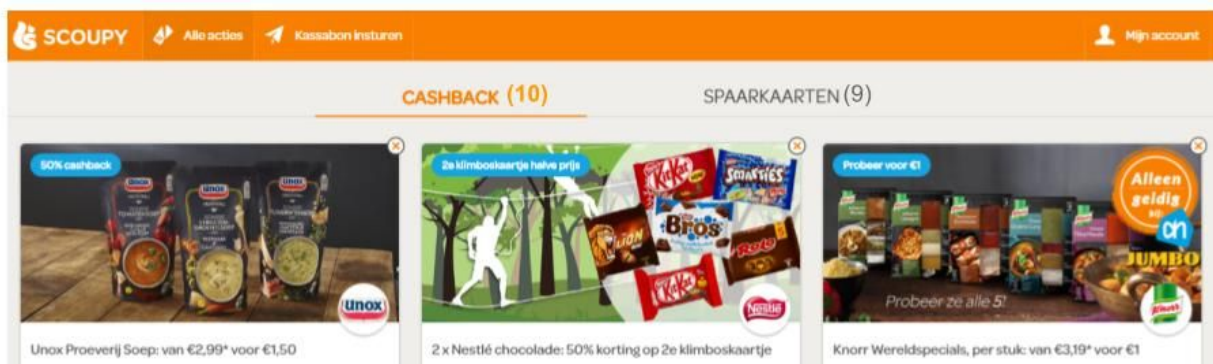 SCOUPY Alle acties Kassabon insturen Mijn account
CASHBACK (10) SPAARKAARTEN (9)
50% cashback
Unox
Unox Proeverij Soep: van €2,99* voor €1,50
2e klimboskaartje halve prijs
KitKat
SMARTIES
LION
Bros
Rolo
KitKat
Nestlé
2 x Nestlé chocolade: 50% korting op 2e klimboskaartje
Probeer voor €1
Alleen
geldig
bij:
ah
JUMBO
Probeer ze alle 5!
Knorr
Knorr Wereldspecials, per stuk: van €3,19* voor €1